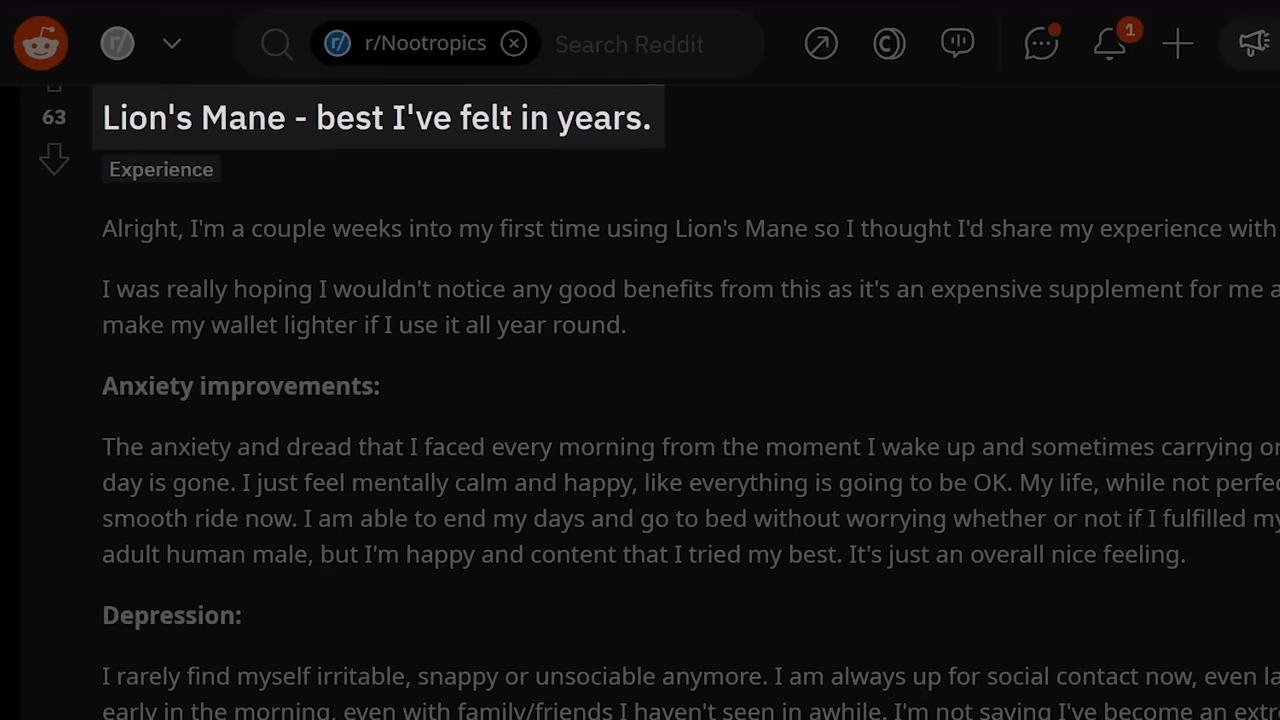 r/Nootropics Search Reddit
1
63
Lion's Mane - best I've felt in years.
Experience
Alright, I'm a couple weeks into my first time using Lion's Mane so I thought I'd share my experience with
I was really hoping I wouldn't notice any good benefits from this as it's an expensive supplement for me
make my wallet lighter if I use it all year round.
Anxiety improvements:
The anxiety and dread that I faced every morning from the moment I wake up and sometimes carrying
day is gone. I just feel mentally calm and happy, like everything is going to be OK. My life, while not
smooth ride now. I am able to end my days and go to bed without worrying whether or not if I fulfilled
adult human male, but I'm happy and content that I tried my best. It's just an overall nice feeling.
Depression:
I rarely find myself irritable, snappy or unsociable anymore. I am always up for social contact now, even
early in the morning, even with family/friends I haven't seen in awhile. I'm not saying I've become an